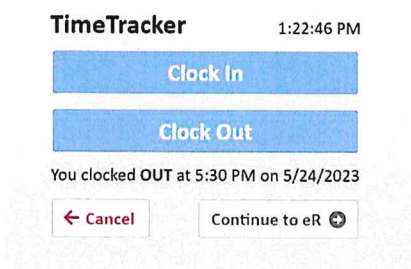 TimeTracker 1:22:46 PM
Clock In
Clock Out
You clocked OUT at 5:30 PM on 5/24/2023
← Cancel Continue to eR